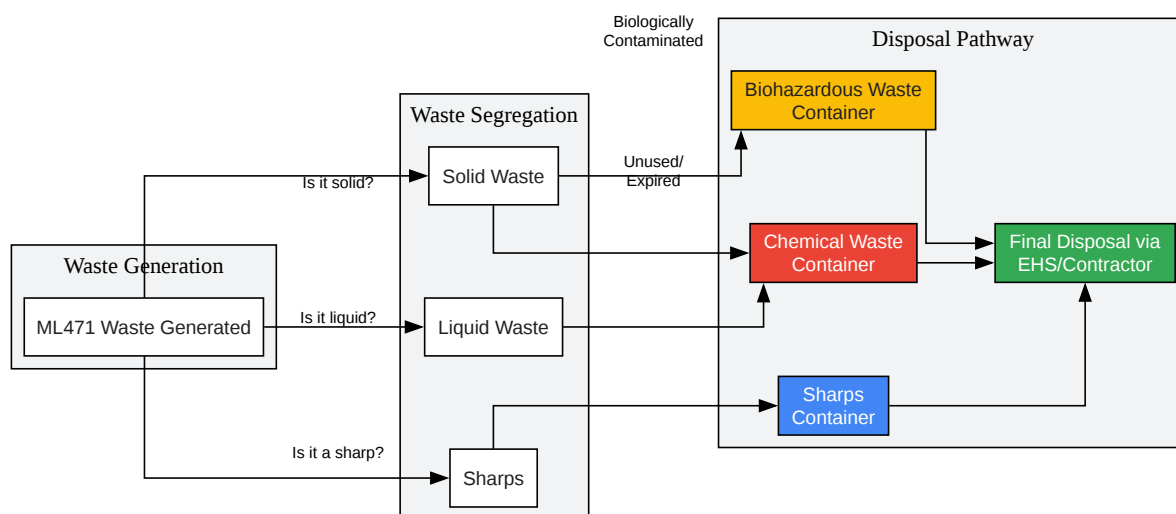 Biologically
Contaminated
Disposal Pathway
Biohazardous Waste
Container
Waste Segregation
Unused/
Expired
Is it solid?
Solid Waste
Waste Generation
Chemical Waste
Container
Final Disposal via
EHS/Contractor
ML471 Waste Generated
Is it liquid?
Liquid Waste
Sharps
Container
Is it a sharp?
Sharps